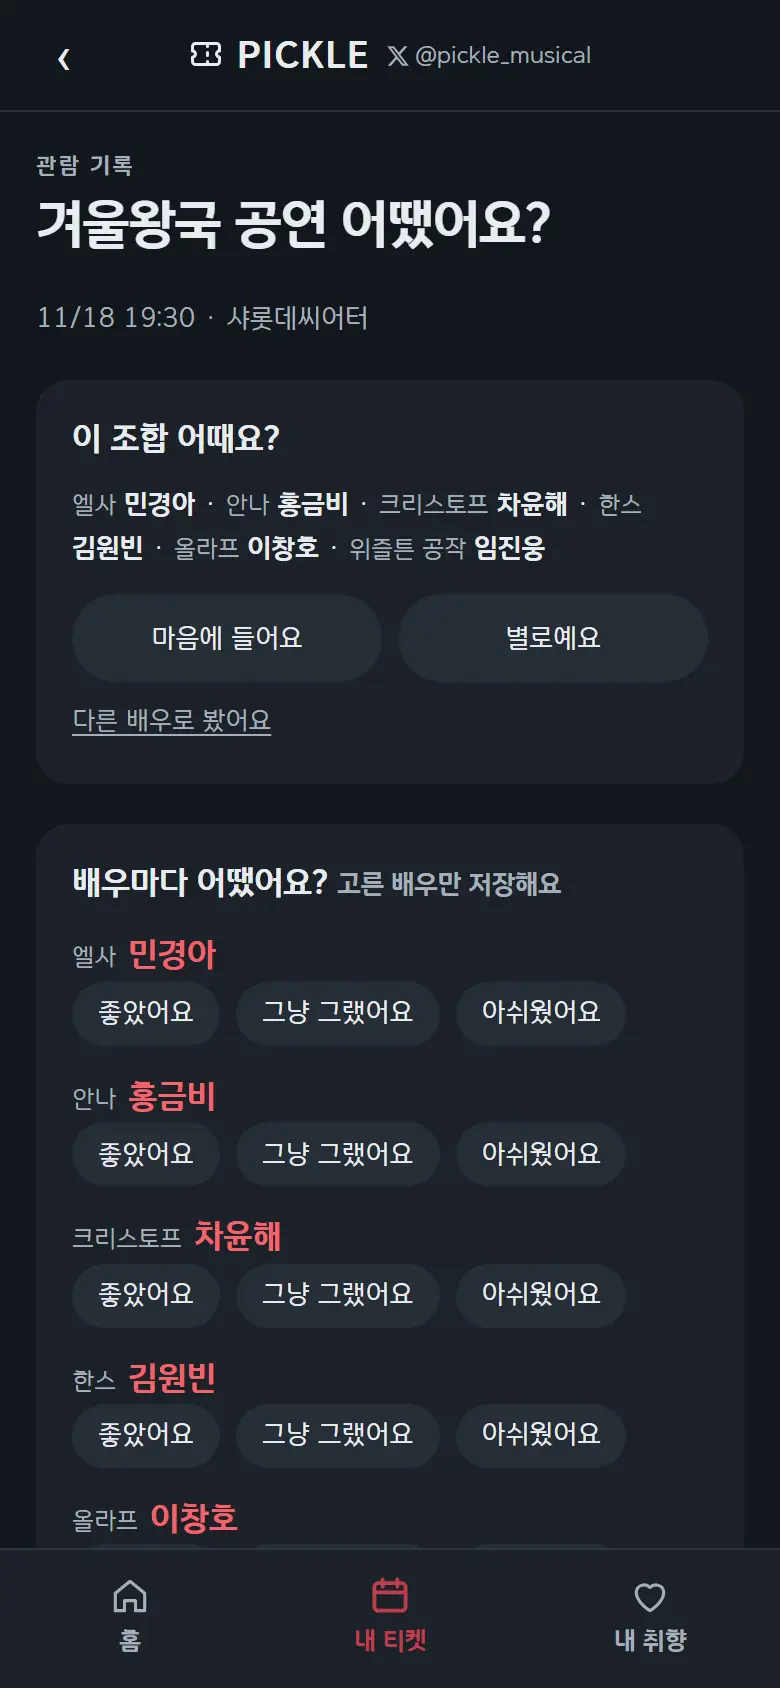 PICKLE @pickle_musical
관람 기록
겨울왕국 공연 어땠어요?
11/18 19:30 · 샤롯데씨어터
이 조합 어때요?
엘사 민경아 · 안나 홍금비 · 크리스토프 차윤해 · 한스
김원빈 · 올라프 이창호 · 위즐튼 공작 임진웅
마음에 들어요 별로예요
다른 배우로 봤어요
배우마다 어땠어요? 고른 배우만 저장해요
엘사 민경아
좋았어요 그냥 그랬어요 아쉬웠어요
안나 홍금비
좋았어요 그냥 그랬어요 아쉬웠어요
크리스토프 차윤해
좋았어요 그냥 그랬어요 아쉬웠어요
한스 김원빈
좋았어요 그냥 그랬어요 아쉬웠어요
올라프 이창호
홈 내 티켓 내 취향